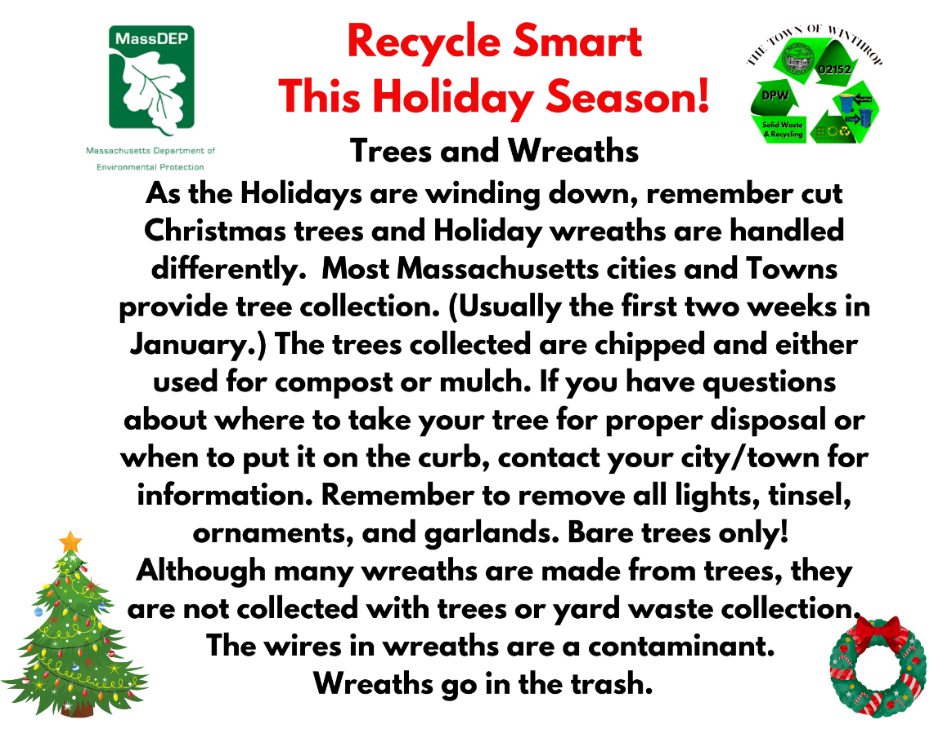 MassDEP
Massachusetts Department of
Environmental Protection
Recycle Smart
This Holiday Season!
THE TOWN OF WINTHROP
02152
DPW
Solid Waste
& Recycling
Trees and Wreaths
As the Holidays are winding down, remember cut
Christmas trees and Holiday wreaths are handled
differently. Most Massachusetts cities and Towns
provide tree collection. (Usually the first two weeks in
January.) The trees collected are chipped and either
used for compost or mulch. If you have questions
about where to take your tree for proper disposal or
when to put it on the curb, contact your city/town for
information. Remember to remove all lights, tinsel,
ornaments, and garlands. Bare trees only!
Although many wreaths are made from trees, they
are not collected with trees or yard waste collection.
The wires in wreaths are a contaminant.
Wreaths go in the trash.